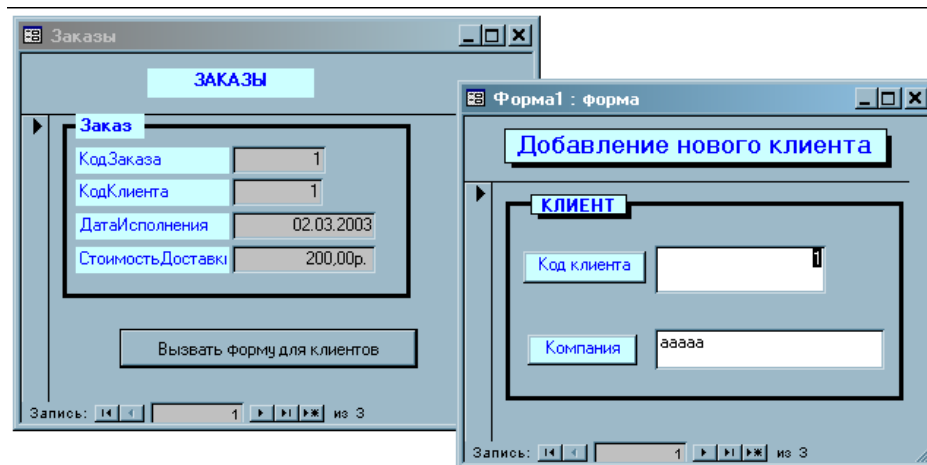 Заказы
ЗАКАЗЫ
Заказ
КодЗаказа 1
КодКлиента 1
ДатаИсполнения 02.03.2003
СтоимостьДоставкı 200,00р.
Вызвать форму для клиентов
Запись: 1 из 3
Форма1 : форма
Добавление нового клиента
КЛИЕНТ
Код клиента 1
Компания ааааа
Запись: 1 из 3